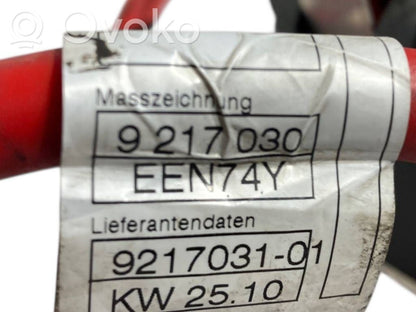 OVOKO
Masszeichnung
9 217 030
EEN74Y
Lieferantendaten
9217031-01
KW 25.10